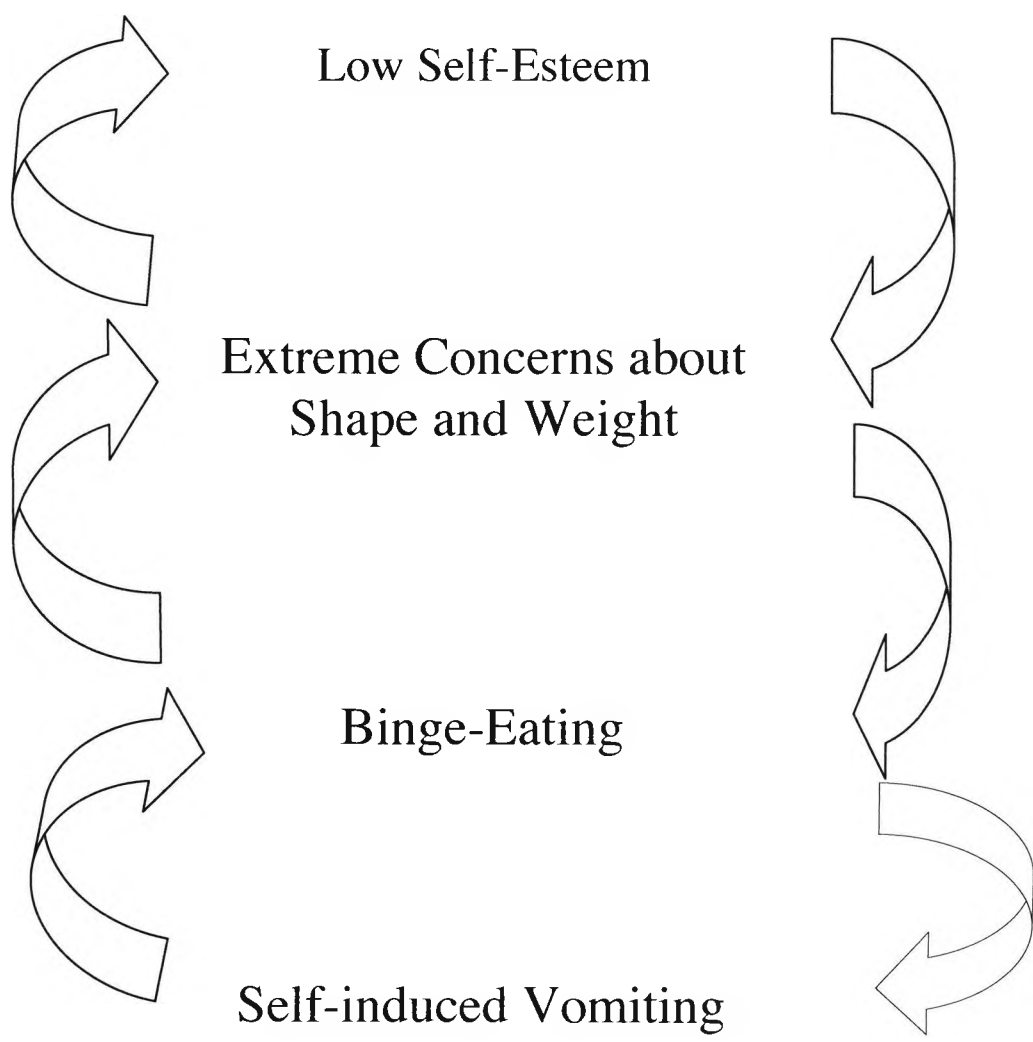 Low Self-Esteem
Extreme Concerns about
Shape and Weight
Binge-Eating
Self-induced Vomiting